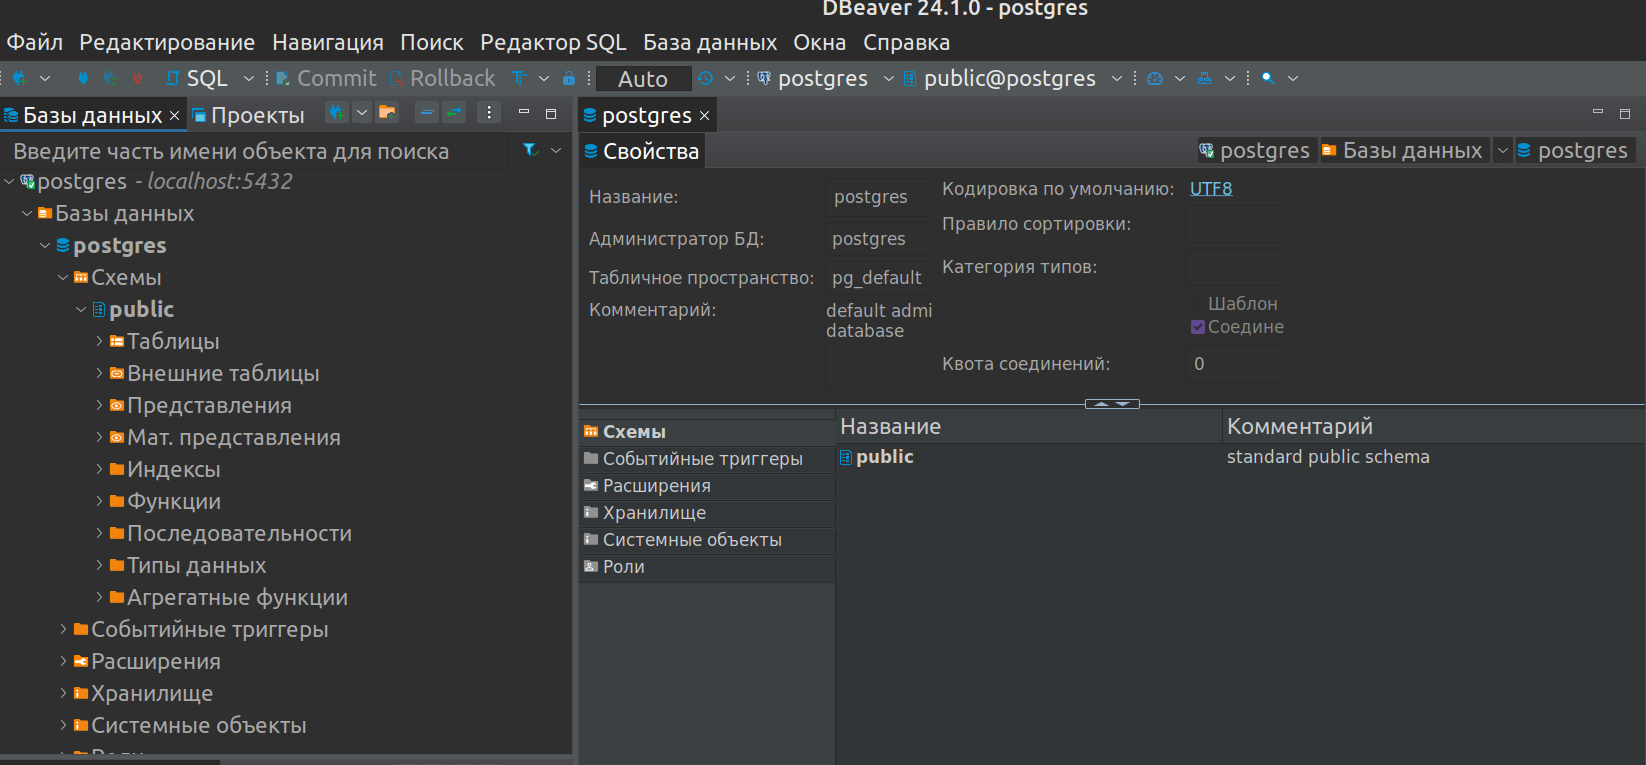 DBeaver 24.1.0 - postgres
Файл Редактирование Навигация Поиск Редактор SQL База данных Окна Справка
SQL Commit Rollback Auto postgres public@postgres
Базы данных Проекты
Введите часть имени объекта для поиска
postgres - localhost:5432
Базы данных
postgres
Схемы
public
Таблицы
Внешние таблицы
Представления
Мат. представления
Индексы
Функции
Последовательности
Типы данных
Агрегатные функции
Событийные триггеры
Расширения
Хранилище
Системные объекты
Роли
postgres
Свойства
postgres Базы данных postgres
Название: postgres
Администратор БД: postgres
Табличное пространство: pg_default
Комментарий: default admi
database
Кодировка по умолчанию: UTF8
Правило сортировки:
Категория типов:
Шаблон
Соедине
Квота соединений: 0
Схемы
Событийные триггеры
Расширения
Хранилище
Системные объекты
Роли
Название Комментарий
public standard public schema